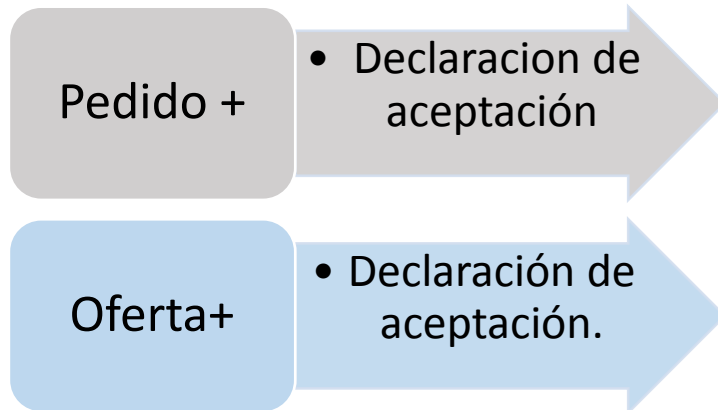 Pedido +
• Declaracion de
aceptación
Oferta+
• Declaración de
aceptación.